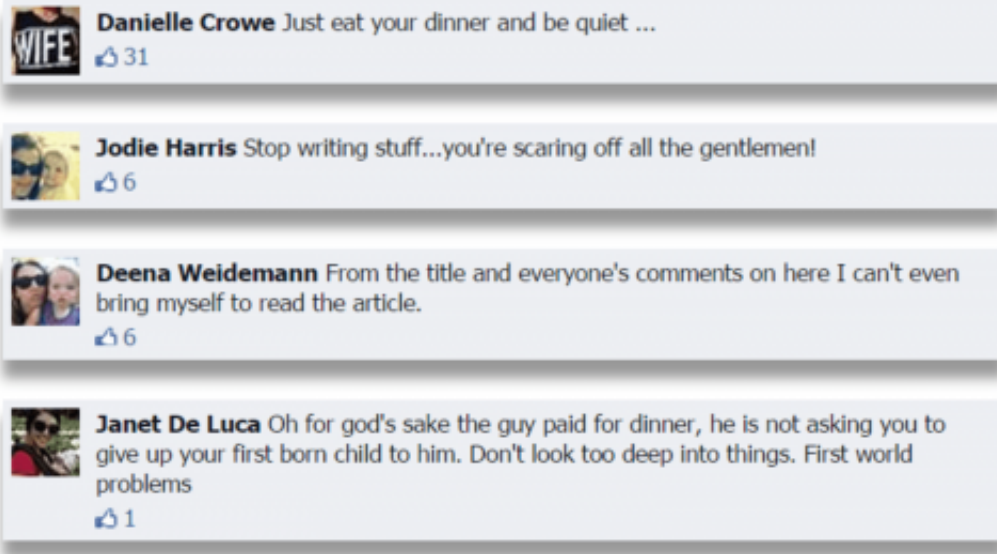 WIFE
Danielle Crowe Just eat your dinner and be quiet ...
31
Jodie Harris Stop writing stuff...you're scaring off all the gentlemen!
6
Deena Weidemann From the title and everyone's comments on here I can't even
bring myself to read the article.
6
Janet De Luca Oh for god's sake the guy paid for dinner, he is not asking you to
give up your first born child to him. Don't look too deep into things. First world
problems
1